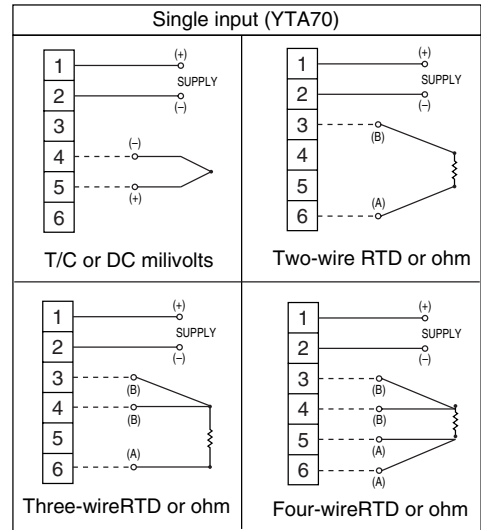 Single input (YTA70)
1
(+)
SUPPLY
2
(–)
3
4
(–)
5
(+)
6
T/C or DC milivolts
1
(+)
SUPPLY
2
(–)
3
(B)
4
5
6
(A)
Two-wire RTD or ohm
1
(+)
SUPPLY
2
(–)
3
(B)
4
(B)
5
6
(A)
Three-wireRTD or ohm
1
(+)
SUPPLY
2
(–)
3
(B)
4
(B)
5
(A)
6
(A)
Four-wireRTD or ohm